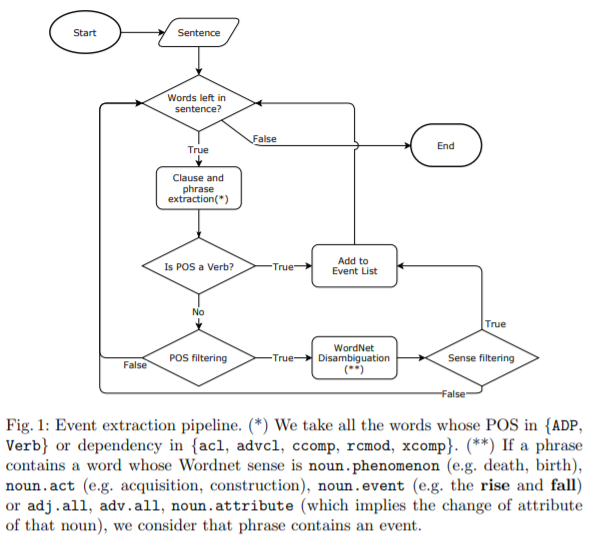 Start
Sentence
Words left in
sentence?
False
True
End
Clause and
phrase
extraction(*)
Is POS a Verb?
True
Add to
Event List
No
True
POS filtering
True
WordNet
Disambiguation
(**)
Sense filtering
False
False
Fig. 1: Event extraction pipeline. (*) We take all the words whose POS in {ADP,
Verb} or dependency in {acl, advcl, ccomp, rcmod, xcomp}. (**) If a phrase
contains a word whose Wordnet sense is noun.phenomenon (e.g. death, birth),
noun.act (e.g. acquisition, construction), noun.event (e.g. the rise and fall)
or adj.all, adv.all, noun.attribute (which implies the change of attribute
of that noun), we consider that phrase contains an event.